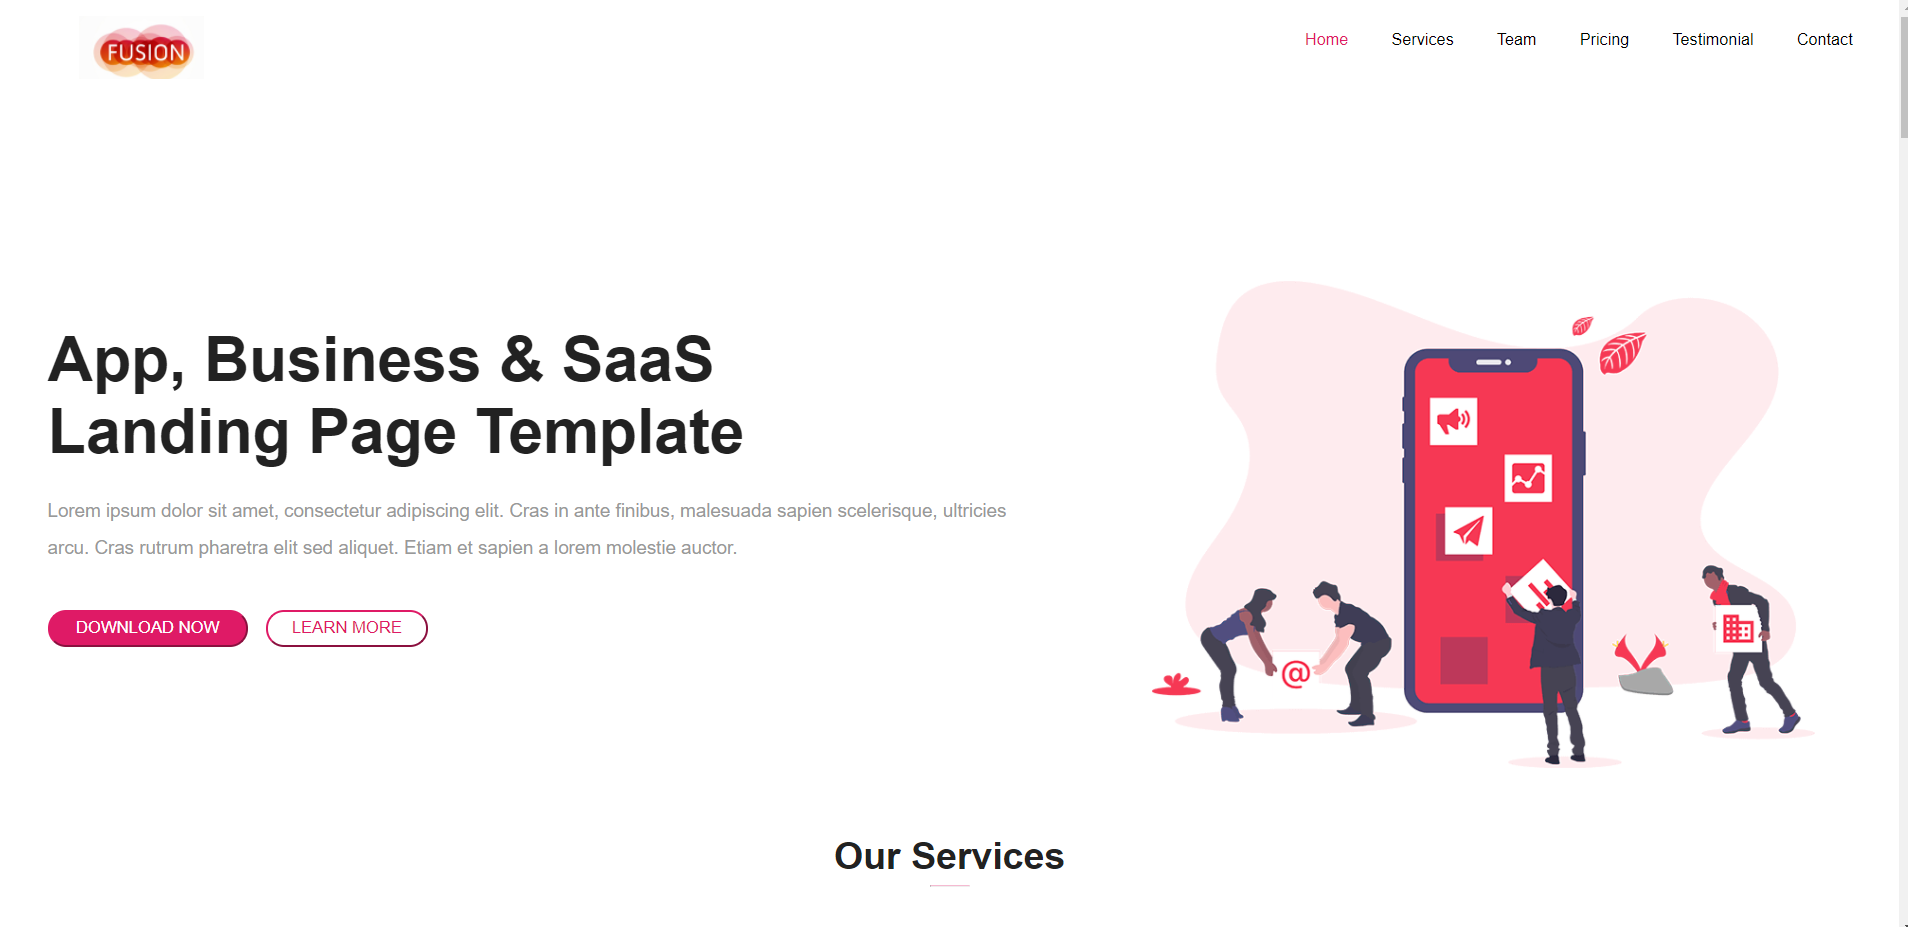 FUSION
Home Services Team Pricing Testimonial Contact
App, Business & SaaS
Landing Page Template
Lorem ipsum dolor sit amet, consectetur adipiscing elit. Cras in ante finibus, malesuada sapien scelerisque, ultricies
arcu. Cras rutrum pharetra elit sed aliquet. Etiam et sapien a lorem molestie auctor.
DOWNLOAD NOW LEARN MORE
@
Our Services